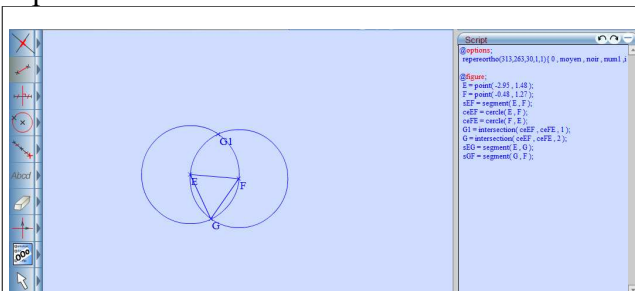 Script
@options;
repereortho(313,263,30,1,1){ 0 , moyen , noir , num1 ,i
@figure;
E = point( -2.95 , 1.48 );
F = point( -0.48 , 1.27 );
sEF = segment( E , F );
ceEF = cercle( E , F );
ceFE = cercle( F , E );
G1 = intersection( ceEF , ceFE , 1 );
G = intersection( ceEF , ceFE , 2 );
sEG = segment( E , G );
sGF = segment( G , F );
G1
E
F
G
Abcd